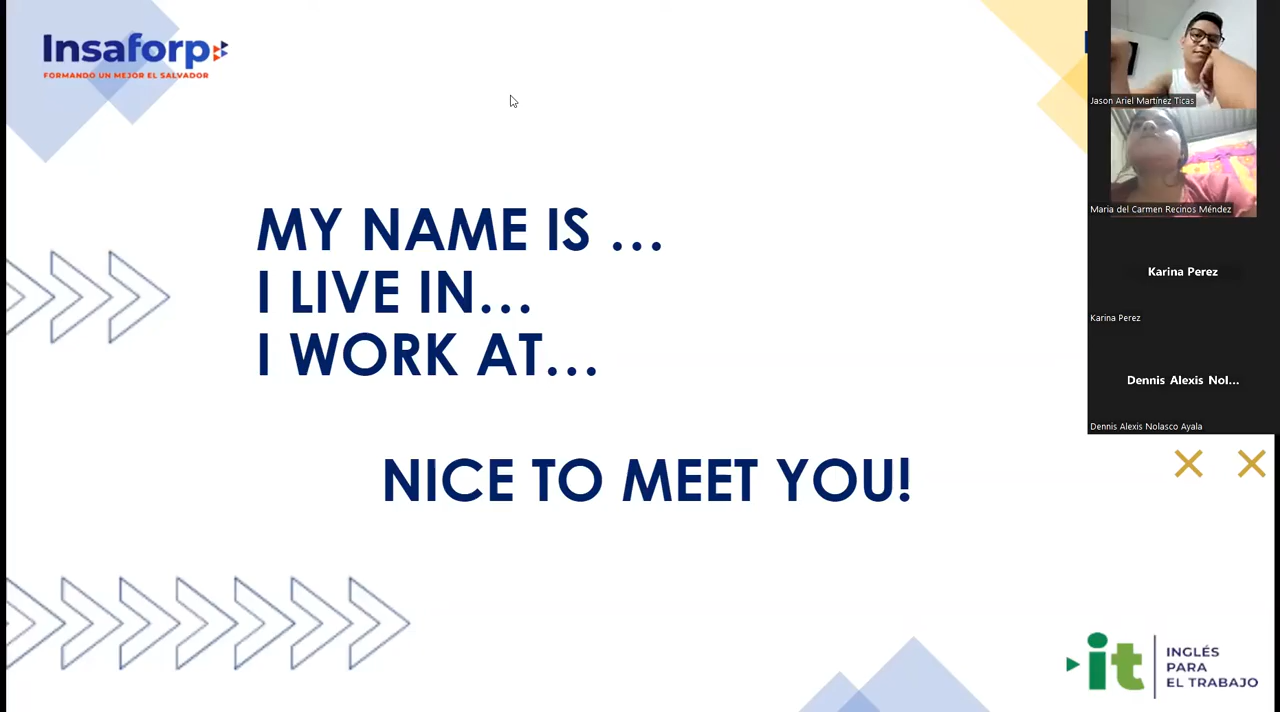 Insaforp
FORMANDO UN MEJOR EL SALVADOR
MY NAME IS ...
I LIVE IN...
I WORK AT...
NICE TO MEET YOU!
Jason Ariel Martínez Ticas
Maria del Carmen Recinos Méndez
Karina Perez
Karina Perez
Dennis Alexis Nol...
Dennis Alexis Nolasco Ayala
it
INGLÉS
PARA
EL TRABAJO